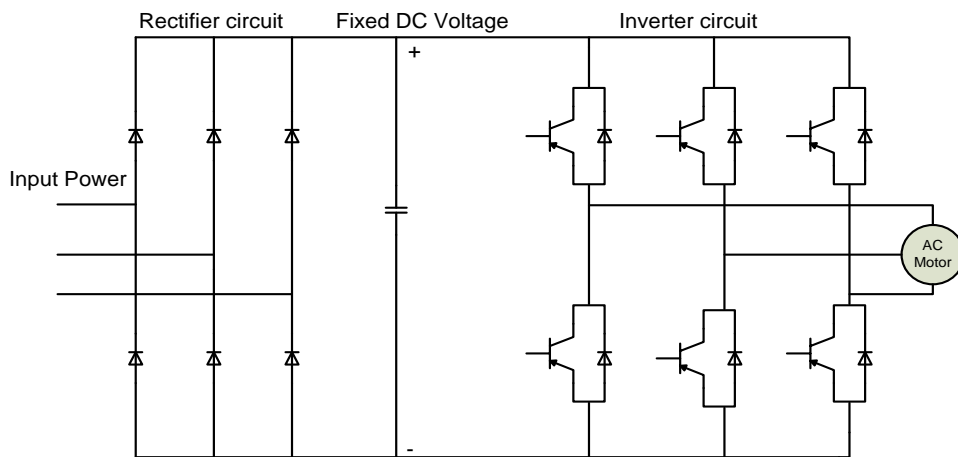 Rectifier circuit
Fixed DC Voltage
Inverter circuit
+
Input Power
AC
Motor
-